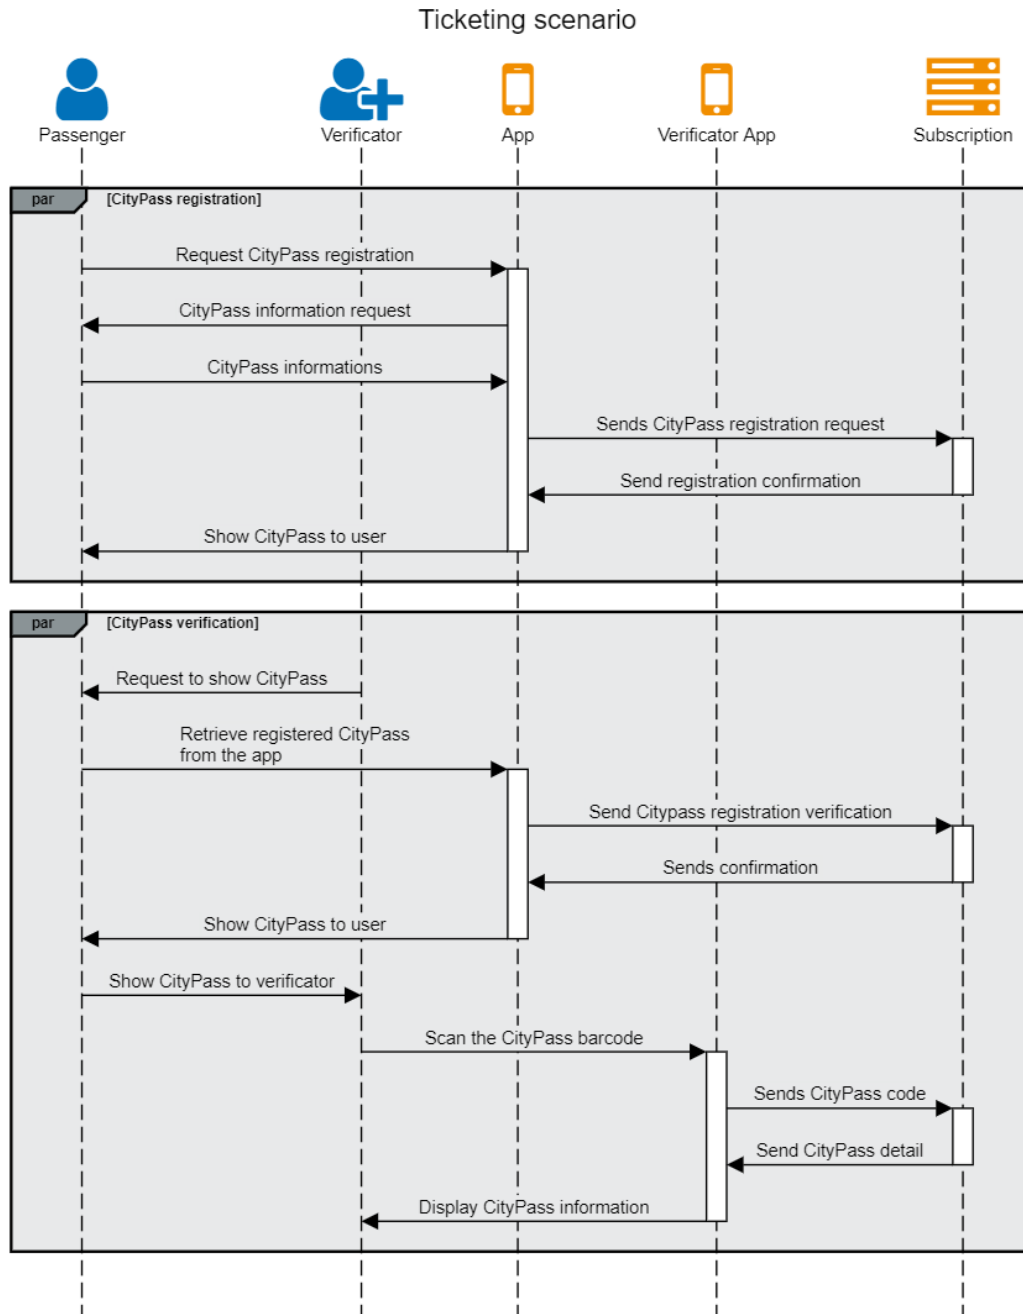 Ticketing scenario
Passenger
Verificator
App
Verificator App
Subscription
par
[CityPass registration]
Request CityPass registration
CityPass information request
CityPass informations
Sends CityPass registration request
Send registration confirmation
Show CityPass to user
par
[CityPass verification]
Request to show CityPass
Retrieve registered CityPass
from the app
Send Citypass registration verification
Sends confirmation
Show CityPass to user
Show CityPass to verificator
Scan the CityPass barcode
Sends CityPass code
Send CityPass detail
Display CityPass information